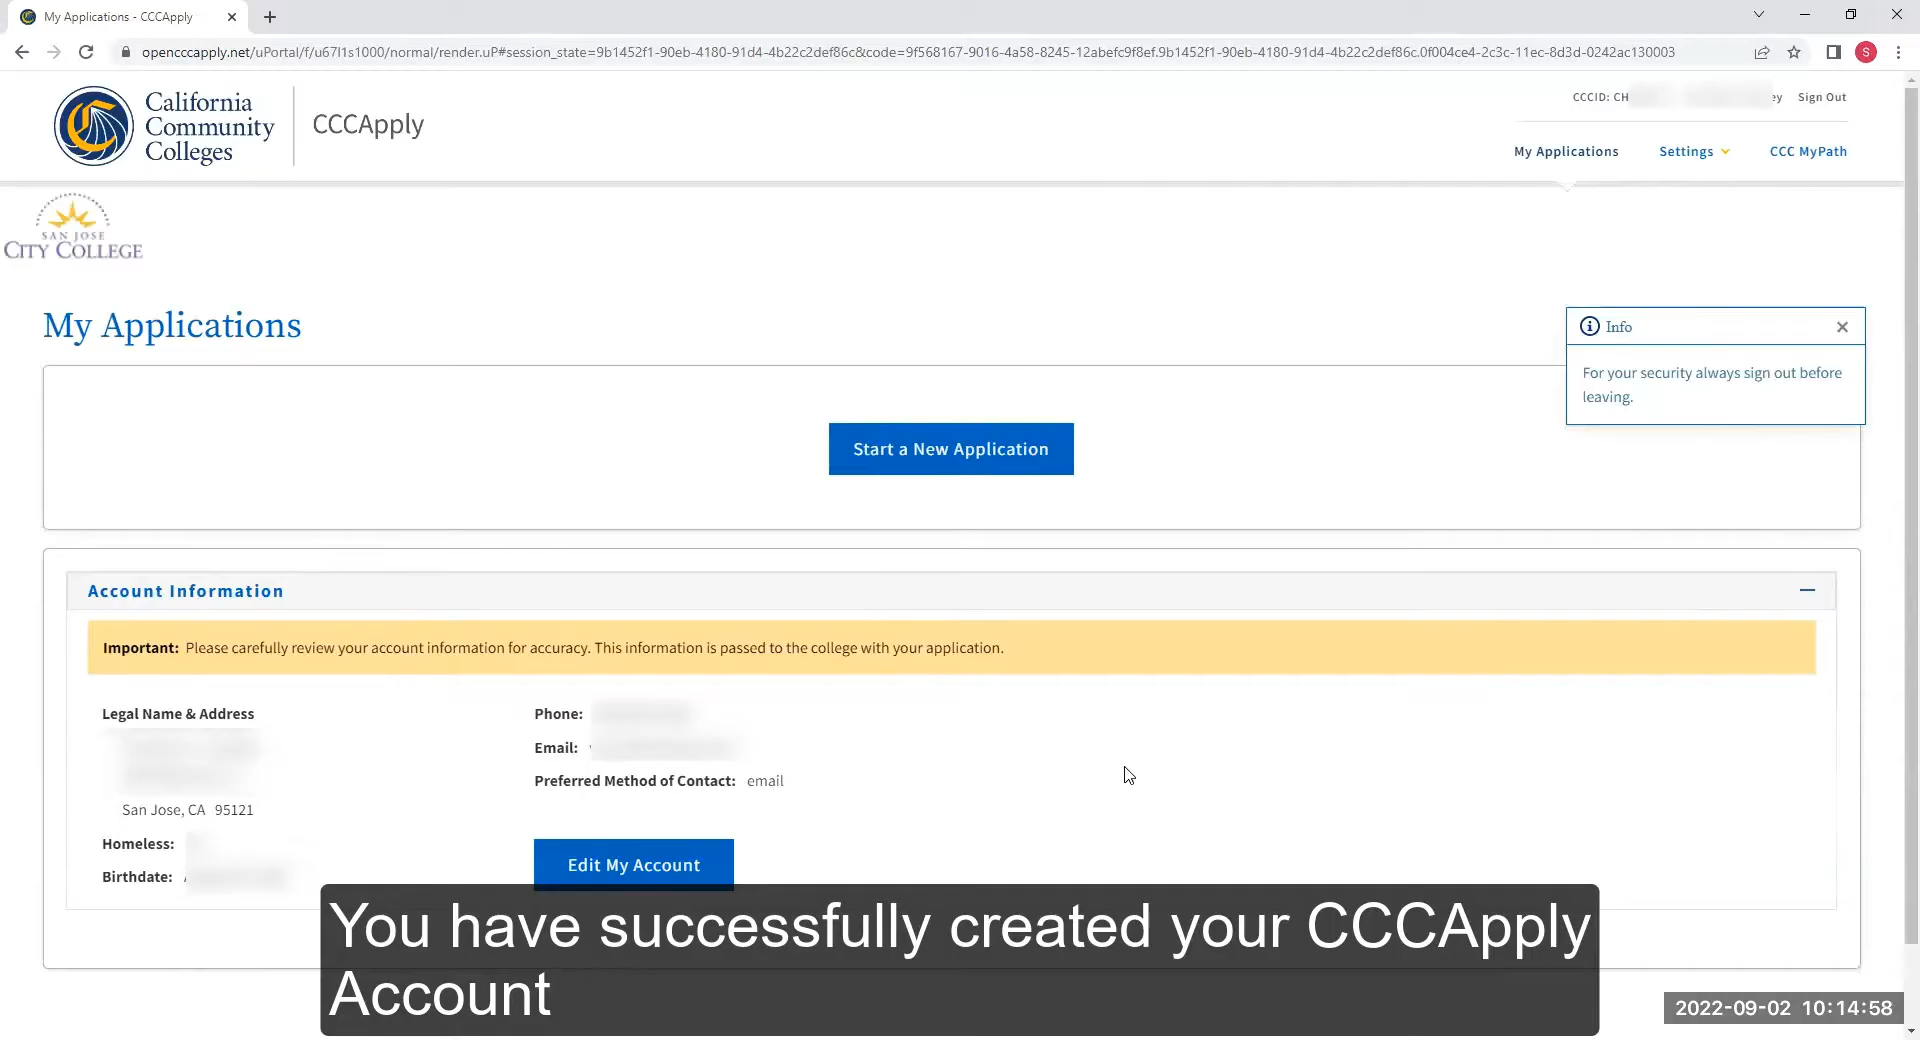 My Applications - CCCApply
opencccapply.net/uPortal/f/u67l1s1000/normal/render.uP#session_state=9b1452f1-90eb-4180-91d4-4b22c2def86c&code=9f568167-9016-4a58-8245-12abefc9f8ef.9b1452f1-90eb-4180-91d4-4b22c2def86c.0f004ce4-2c3c-11ec-8d3d-0242ac130003
S
California
Community
Colleges
CCCApply
CCCID: CH
ey
Sign Out
My Applications
Settings
CCC MyPath
SAN JOSE
CITY COLLEGE
My Applications
Info
For your security always sign out before
leaving.
Start a New Application
Account Information
Important: Please carefully review your account information for accuracy. This information is passed to the college with your application.
Legal Name & Address
San Jose, CA 95121
Homeless:
Birthdate:
Phone:
Email:
Preferred Method of Contact: email
Edit My Account
You have successfully created your CCCApply
Account
2022-09-02 10:14:58